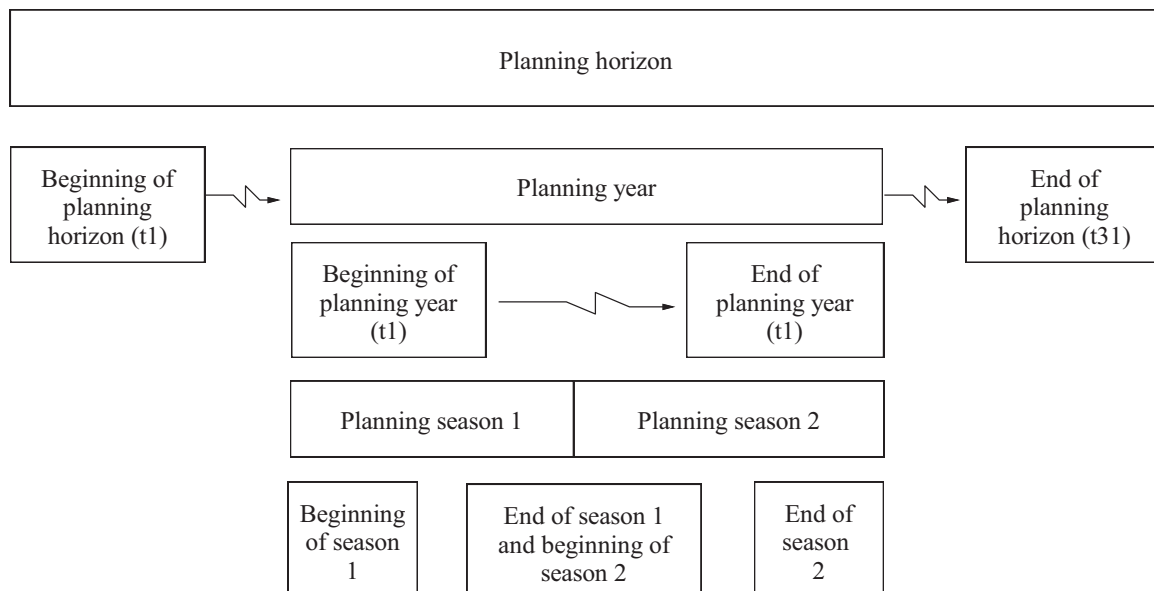 Planning horizon
Beginning of
planning
horizon (t1)
Planning year
End of
planning
horizon (t31)
Beginning of
planning year
(t1)
End of
planning year
(t1)
Planning season 1
Planning season 2
Beginning
of season
1
End of season 1
and beginning of
season 2
End of
season
2